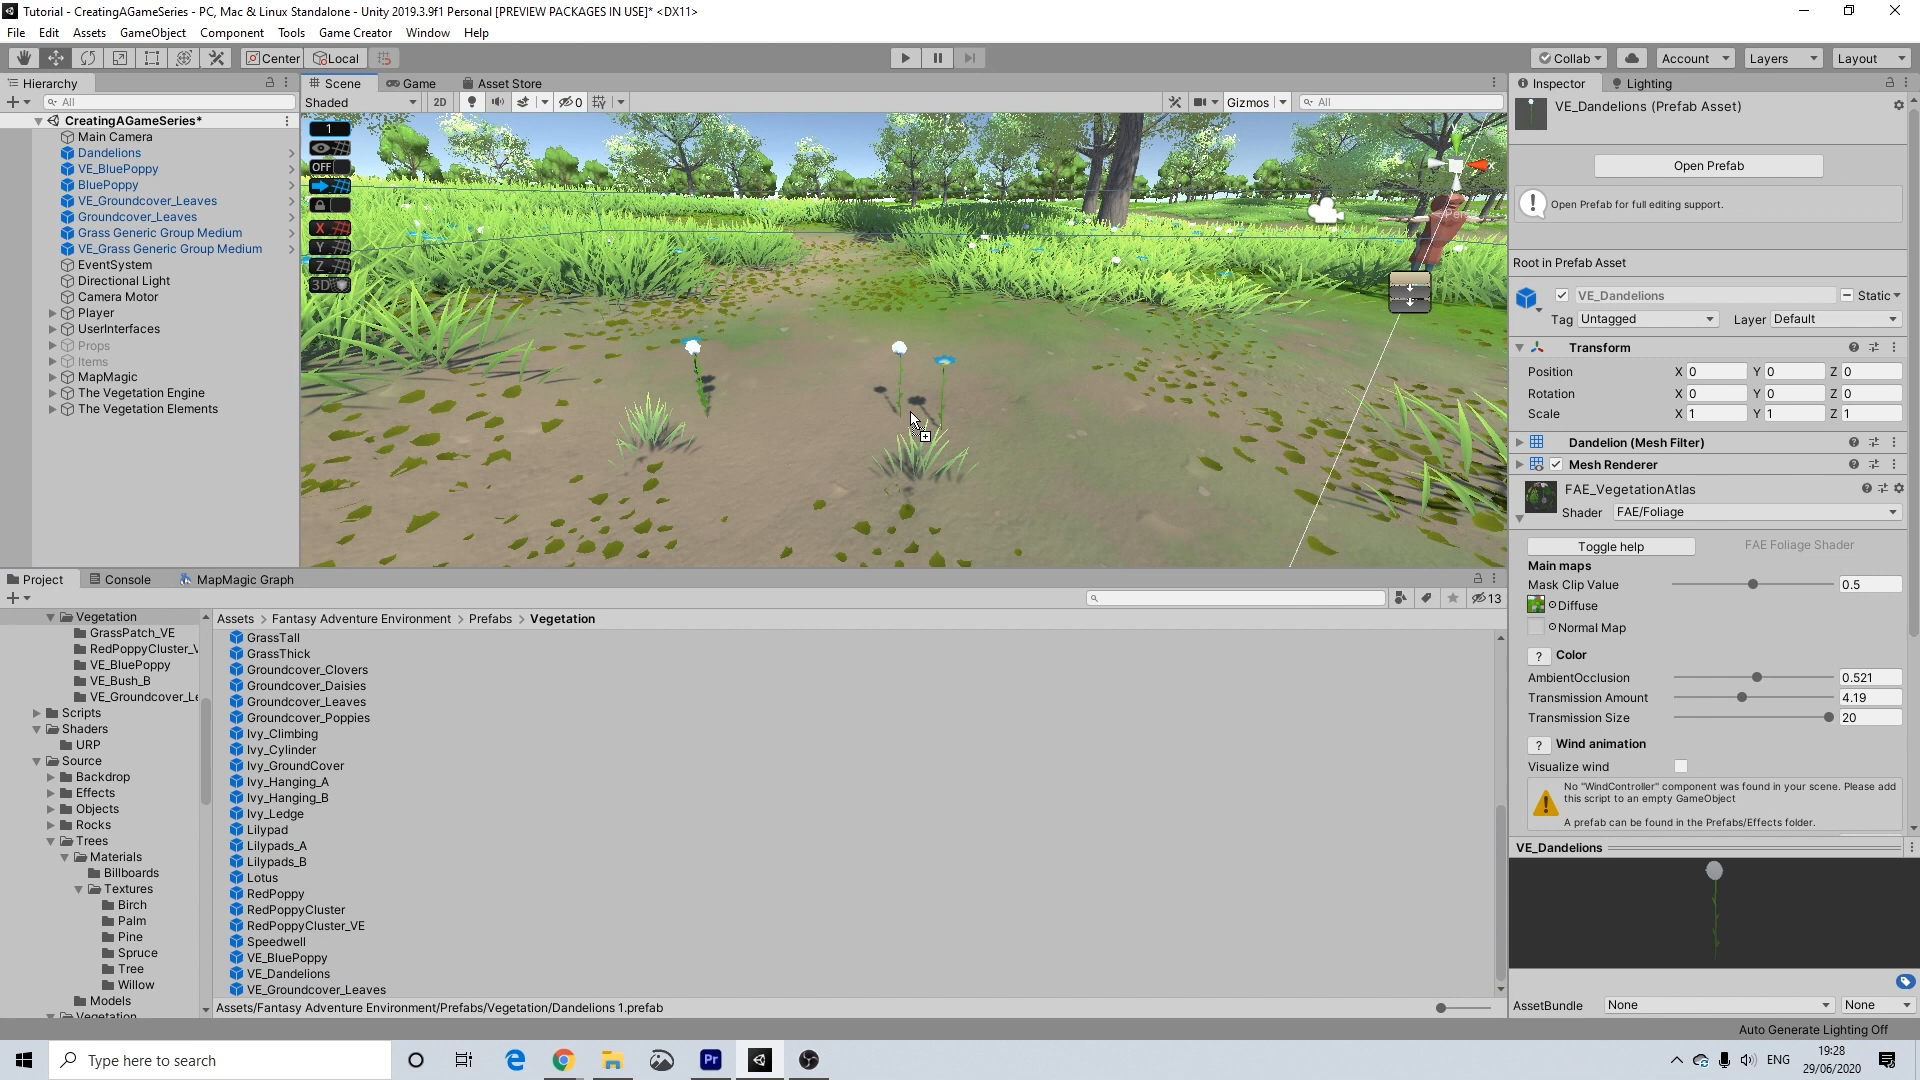 Tutorial - CreatingAGameSeries - PC, Mac & Linux Standalone - Unity 2019.3.9f1 Personal [PREVIEW PACKAGES IN USE]* <DX11>
File Edit Assets GameObject Component Tools Game Creator Window Help
Center Local Collab Account Layers Layout
Hierarchy Scene Game Asset Store Inspector Lighting
All Shaded 2D 0 Gizmos All
VE_Dandelions (Prefab Asset)
CreatingAGameSeries*
Main Camera
Dandelions
VE_BluePoppy
BluePoppy
VE_Groundcover_Leaves
Groundcover_Leaves
Grass Generic Group Medium
VE_Grass Generic Group Medium
EventSystem
Directional Light
Camera Motor
Player
UserInterfaces
Props
Items
MapMagic
The Vegetation Engine
The Vegetation Elements
1
OFF
X
Y
Z
3D
x
Open Prefab
Open Prefab for full editing support.
Root in Prefab Asset
VE_Dandelions Static
Tag Untagged Layer Default
Transform
Position X 0 Y 0 Z 0
Rotation X 0 Y 0 Z 0
Scale X 1 Y 1 Z 1
Dandelion (Mesh Filter)
Mesh Renderer
FAE_VegetationAtlas
Shader FAE/Foliage
Toggle help FAE Foliage Shader
Main maps
Mask Clip Value 0.5
Diffuse
Normal Map
? Color
AmbientOcclusion 0.521
Transmission Amount 4.19
Transmission Size 20
? Wind animation
Visualize wind
No "WindController" component was found in your scene. Please add
this script to an empty GameObject
A prefab can be found in the Prefabs/Effects folder.
VE_Dandelions
AssetBundle None None
Project Console MapMagic Graph
13
Vegetation
GrassPatch_VE
RedPoppyCluster_V
VE_BluePoppy
VE_Bush_B
VE_Groundcover_Le
Scripts
Shaders
URP
Source
Backdrop
Effects
Objects
Rocks
Trees
Materials
Billboards
Textures
Birch
Palm
Pine
Spruce
Tree
Willow
Models
Vegetation
Assets > Fantasy Adventure Environment > Prefabs > Vegetation
GrassTall
GrassThick
Groundcover_Clovers
Groundcover_Daisies
Groundcover_Leaves
Groundcover_Poppies
Ivy_Climbing
Ivy_Cylinder
Ivy_GroundCover
Ivy_Hanging_A
Ivy_Hanging_B
Ivy_Ledge
Lilypad
Lilypads_A
Lilypads_B
Lotus
RedPoppy
RedPoppyCluster
RedPoppyCluster_VE
Speedwell
VE_BluePoppy
VE_Dandelions
VE_Groundcover_Leaves
Assets/Fantasy Adventure Environment/Prefabs/Vegetation/Dandelions 1.prefab
Auto Generate Lighting Off
Type here to search
Pr
ENG
19:28
29/06/2020